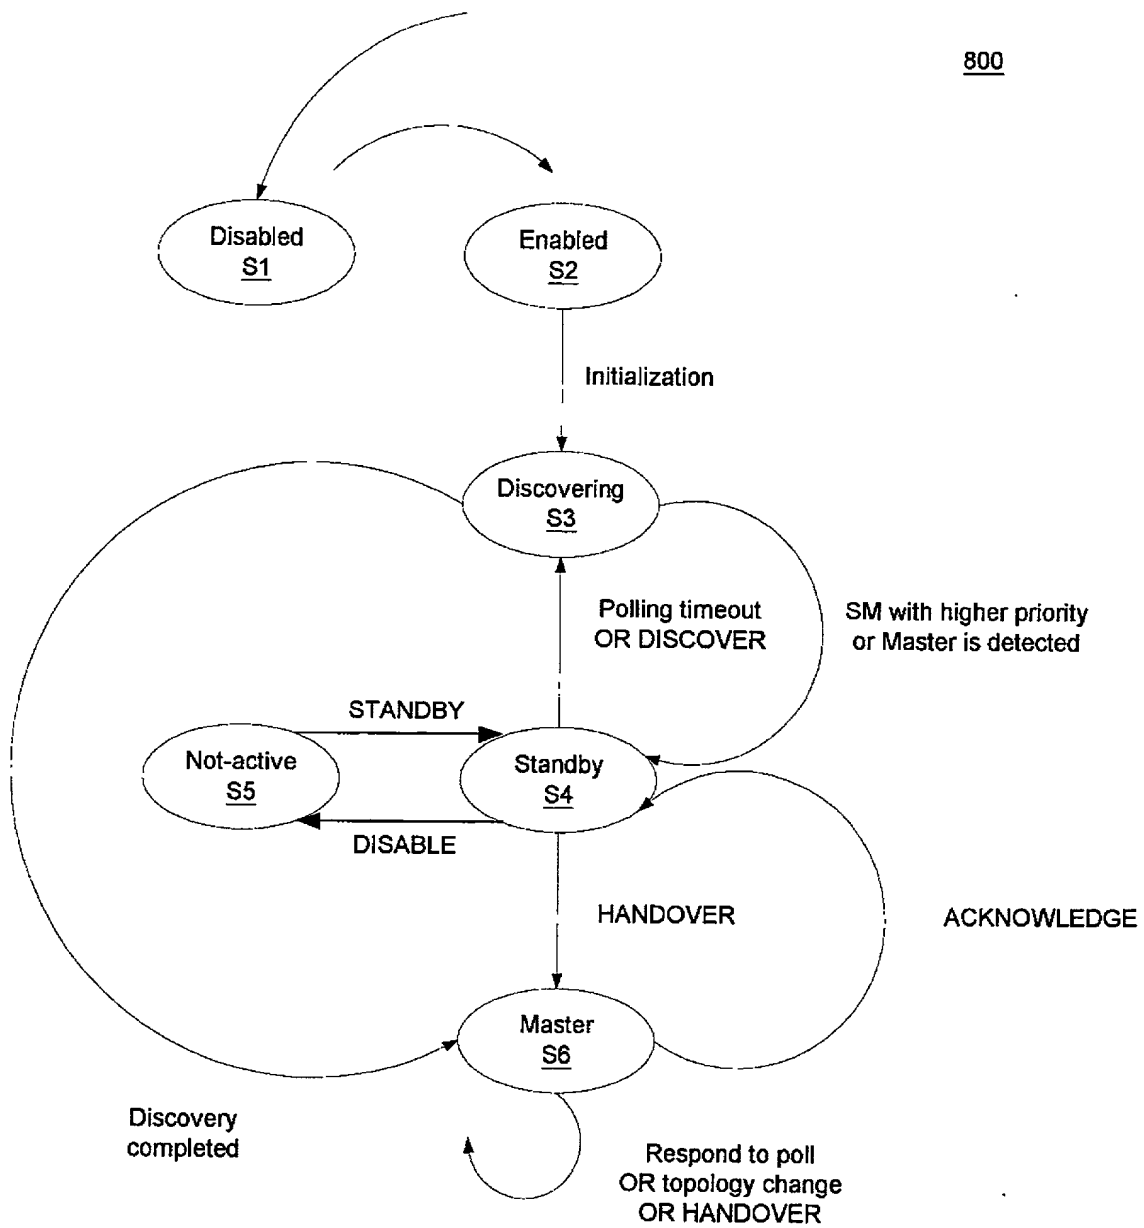 800
Disabled
S1
Enabled
S2
Initialization
Discovering
S3
Polling timeout
OR DISCOVER
SM with higher priority
or Master is detected
STANDBY
Not-active
S5
Standby
S4
DISABLE
HANDOVER
ACKNOWLEDGE
Master
S6
Discovery
completed
Respond to poll
OR topology change
OR HANDOVER